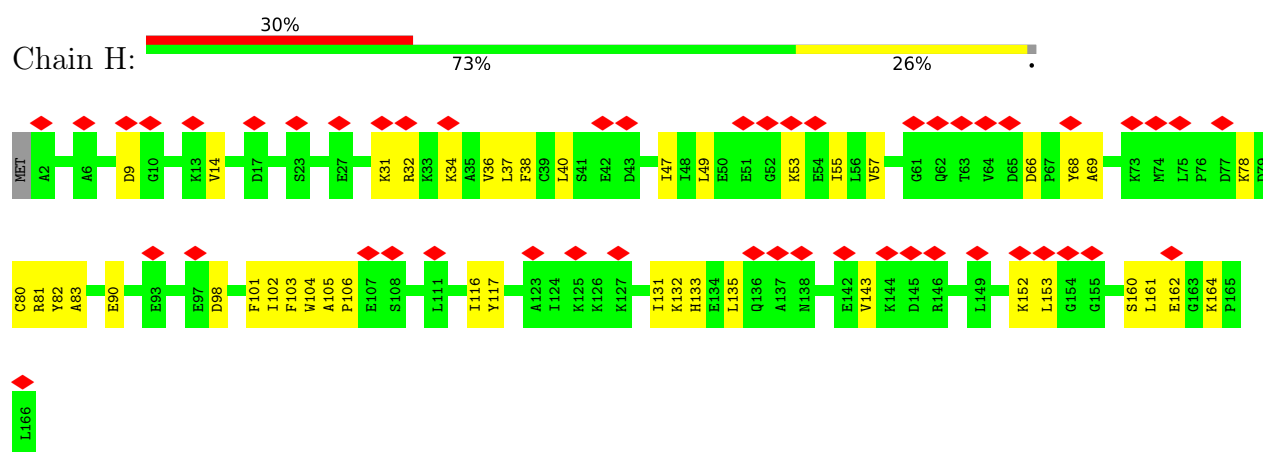 30%
Chain H:
73% 26% •
MET A2 A6 D9 G10 K13 V14 D17 S23 E27 K31 R32 K33 K34 A35 V36 L37 F38 C39 L40 S41 E42 D43 I47 I48 L49 E50 E51 G52 K53 E54 I55 L56 V57 G61 Q62 T63 V64 D65 D66 P67 Y68 A69 K73 M74 L75 P76 D77 K78 D79
C80 R81 Y82 A83 E90 E93 E97 D98 F101 I102 F103 W104 A105 P106 E107 S108 L111 I116 Y117 A123 I124 K125 K126 K127 I131 K132 H133 E134 L135 Q136 A137 N138 E142 V143 K144 D145 R146 L149 K152 L153 G154 G155 S160 L161 E162 G163 K164 P165
L166